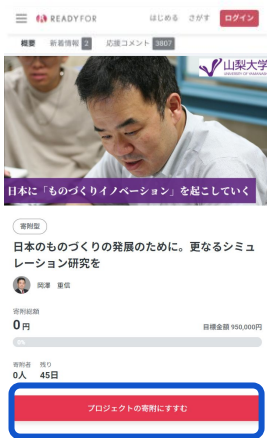 READYFOR
はじめる さがす ログイン
概要 新着情報 2 応援コメント 3807
山梨大学
UNIVERSITY OF YAMANASHI
日本に「ものづくりイノベーション」を起こしていく
寄附型
日本のものづくりの発展のために。更なるシミュ
レーション研究を
岡澤 重信
寄附総額
0円
目標金額 950,000円
0%
寄附者 残り
0人 45日
プロジェクトの寄附にすすむ